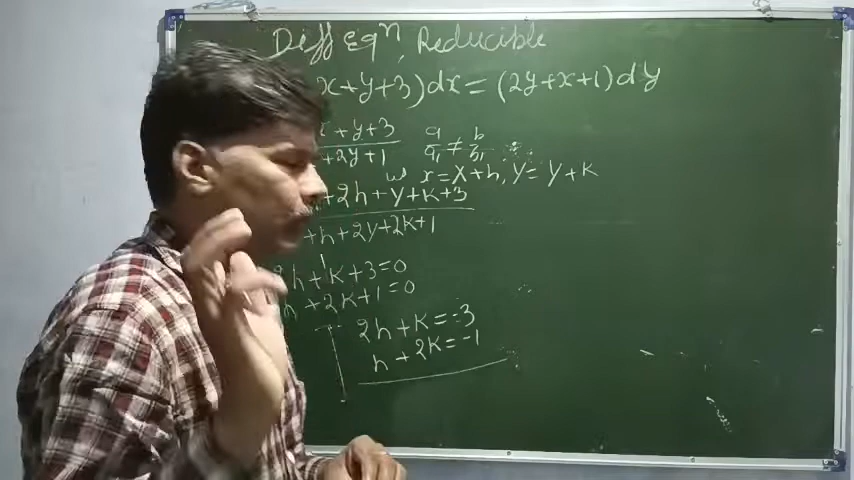 Diff Eqn, Reducible
x+y+3)dx = (2y+x+1)dy
x+y+3 a/a₁ ≠ b/b₁
+2y+1
x = X+h, y = Y+K
+2h+y+K+3
+h+2y+2K+1
2h+K+3=0
h+2K+1=0
2h+K=-3
h+2K=-1